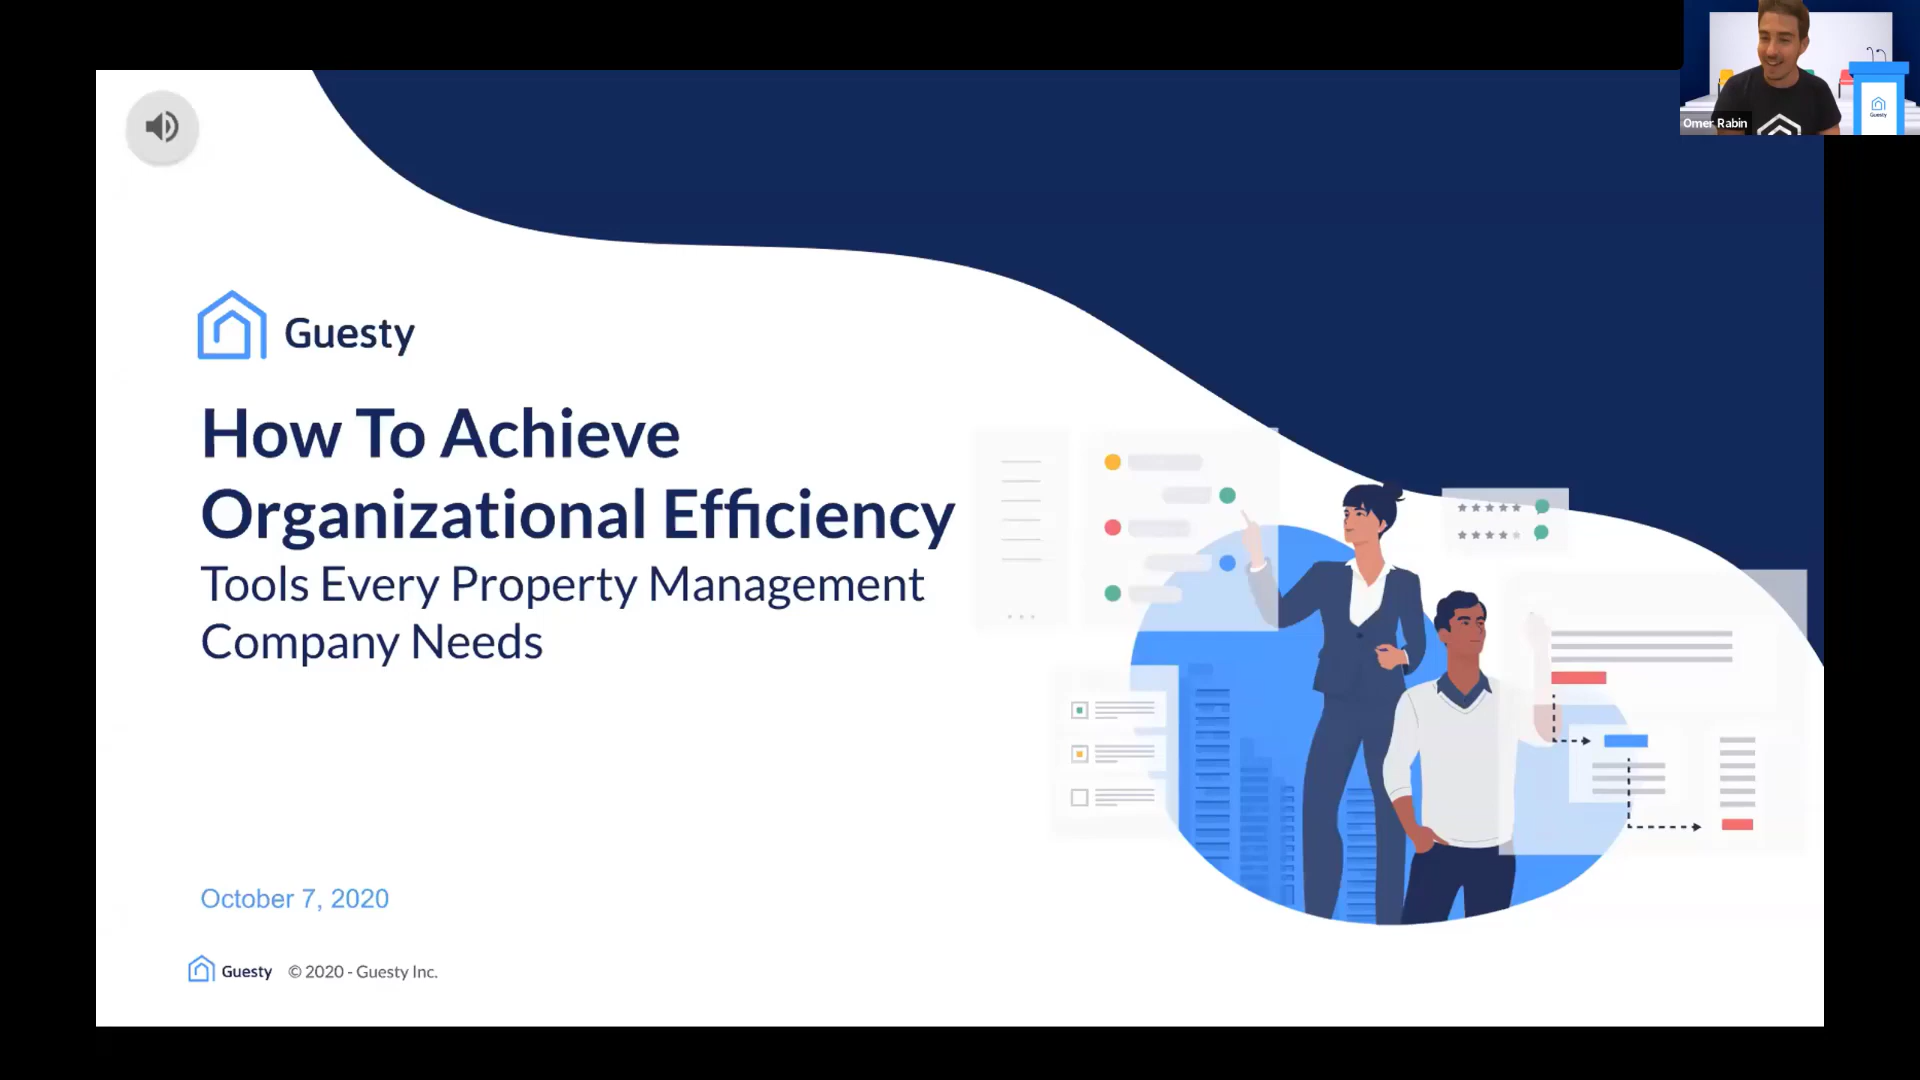 Omer Rabin
Guesty
Guesty
How To Achieve
Organizational Efficiency
Tools Every Property Management
Company Needs
October 7, 2020
Guesty © 2020 - Guesty Inc.